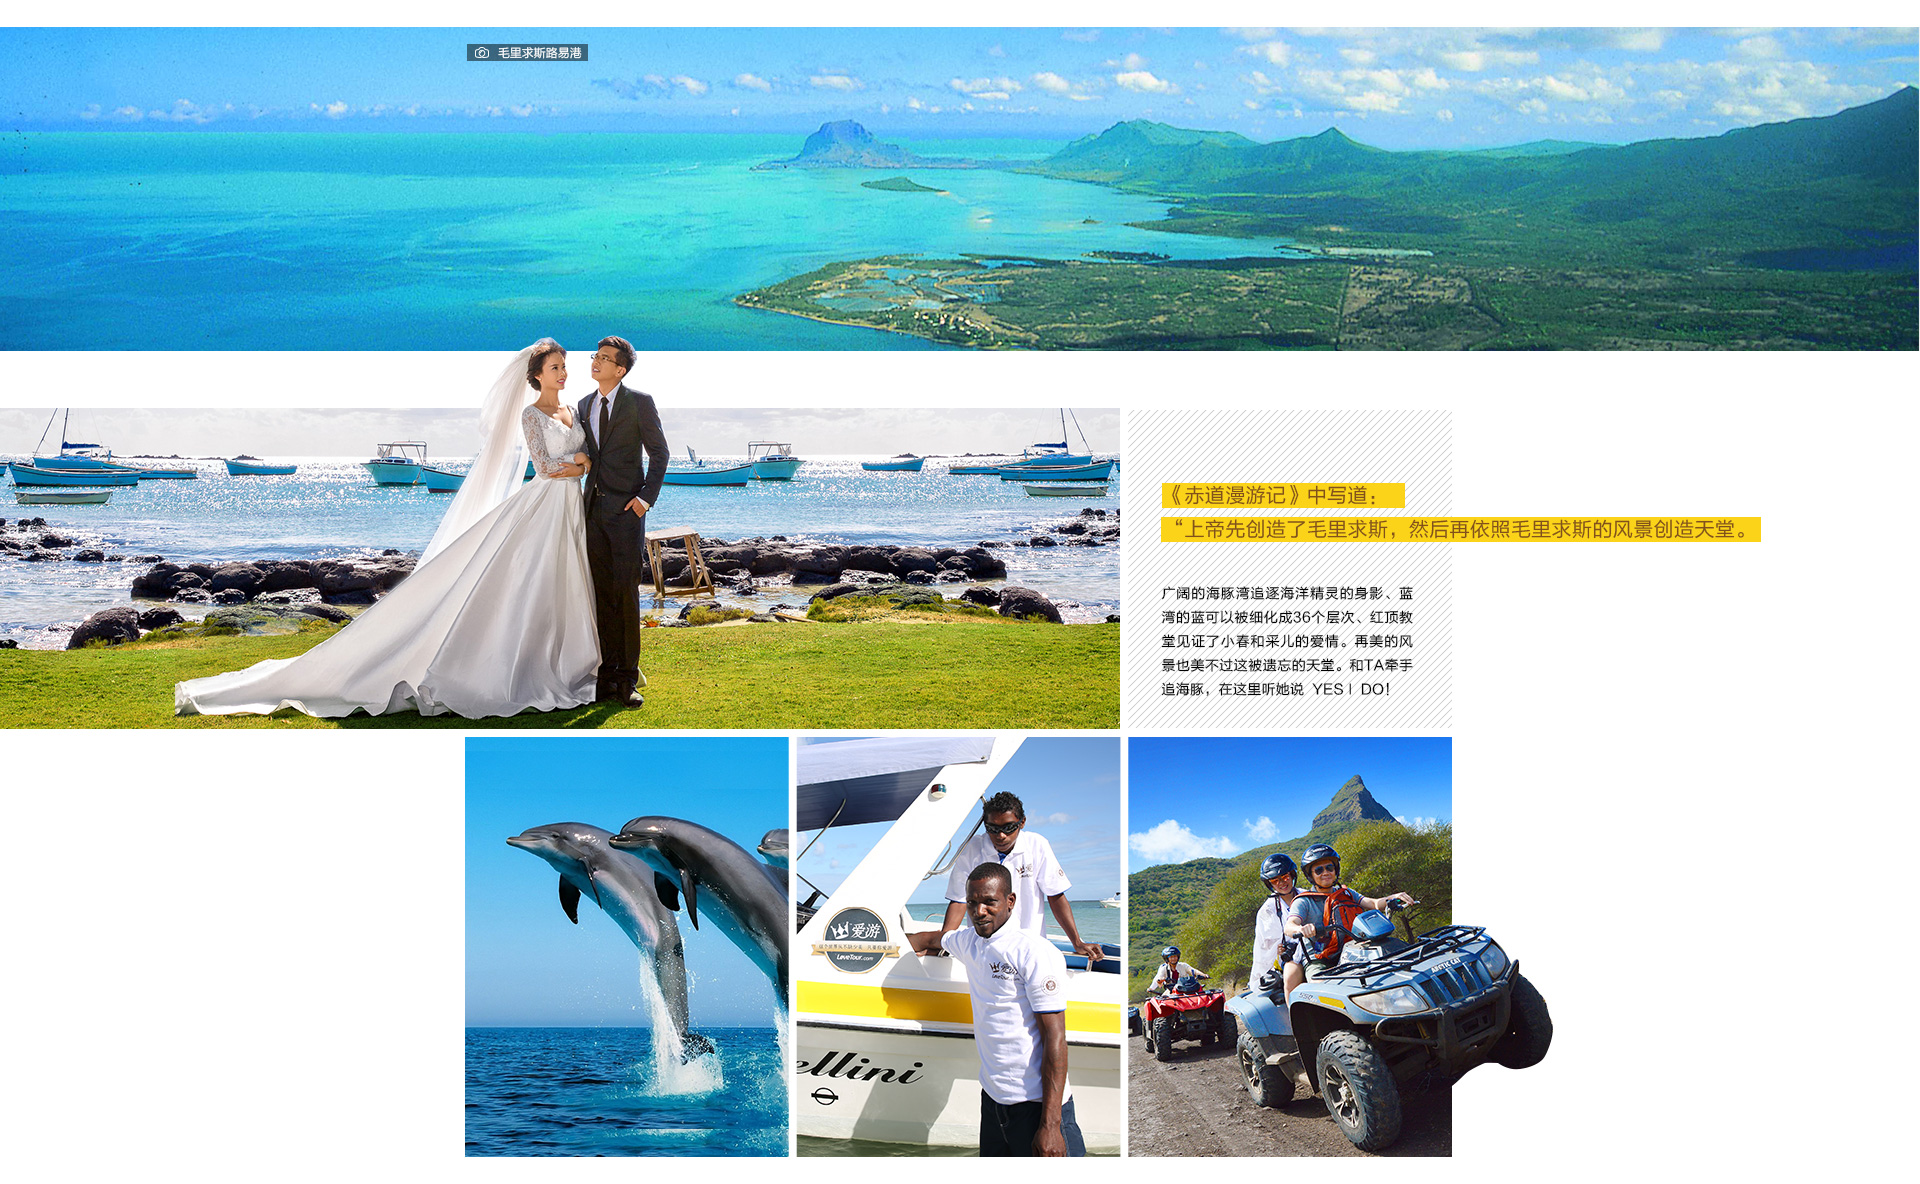 毛里求斯路易港
《赤道漫游记》中写道：
“上帝先创造了毛里求斯，然后再依照毛里求斯的风景创造天堂。
广阔的海豚湾追逐海洋精灵的身影、蓝
湾的蓝可以被细化成36个层次、红顶教
堂见证了小春和采儿的爱情。再美的风
景也美不过这被遗忘的天堂。和TA牵手
追海豚，在这里听她说 YES I DO!
爱游
LoveTour.com
爱游
LoveTour.com
ellini
ARCTIC CAT